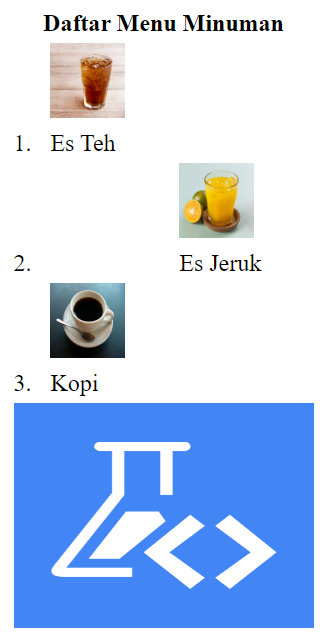 Daftar Menu Minuman
1. Es Teh
2. Es Jeruk
3. Kopi